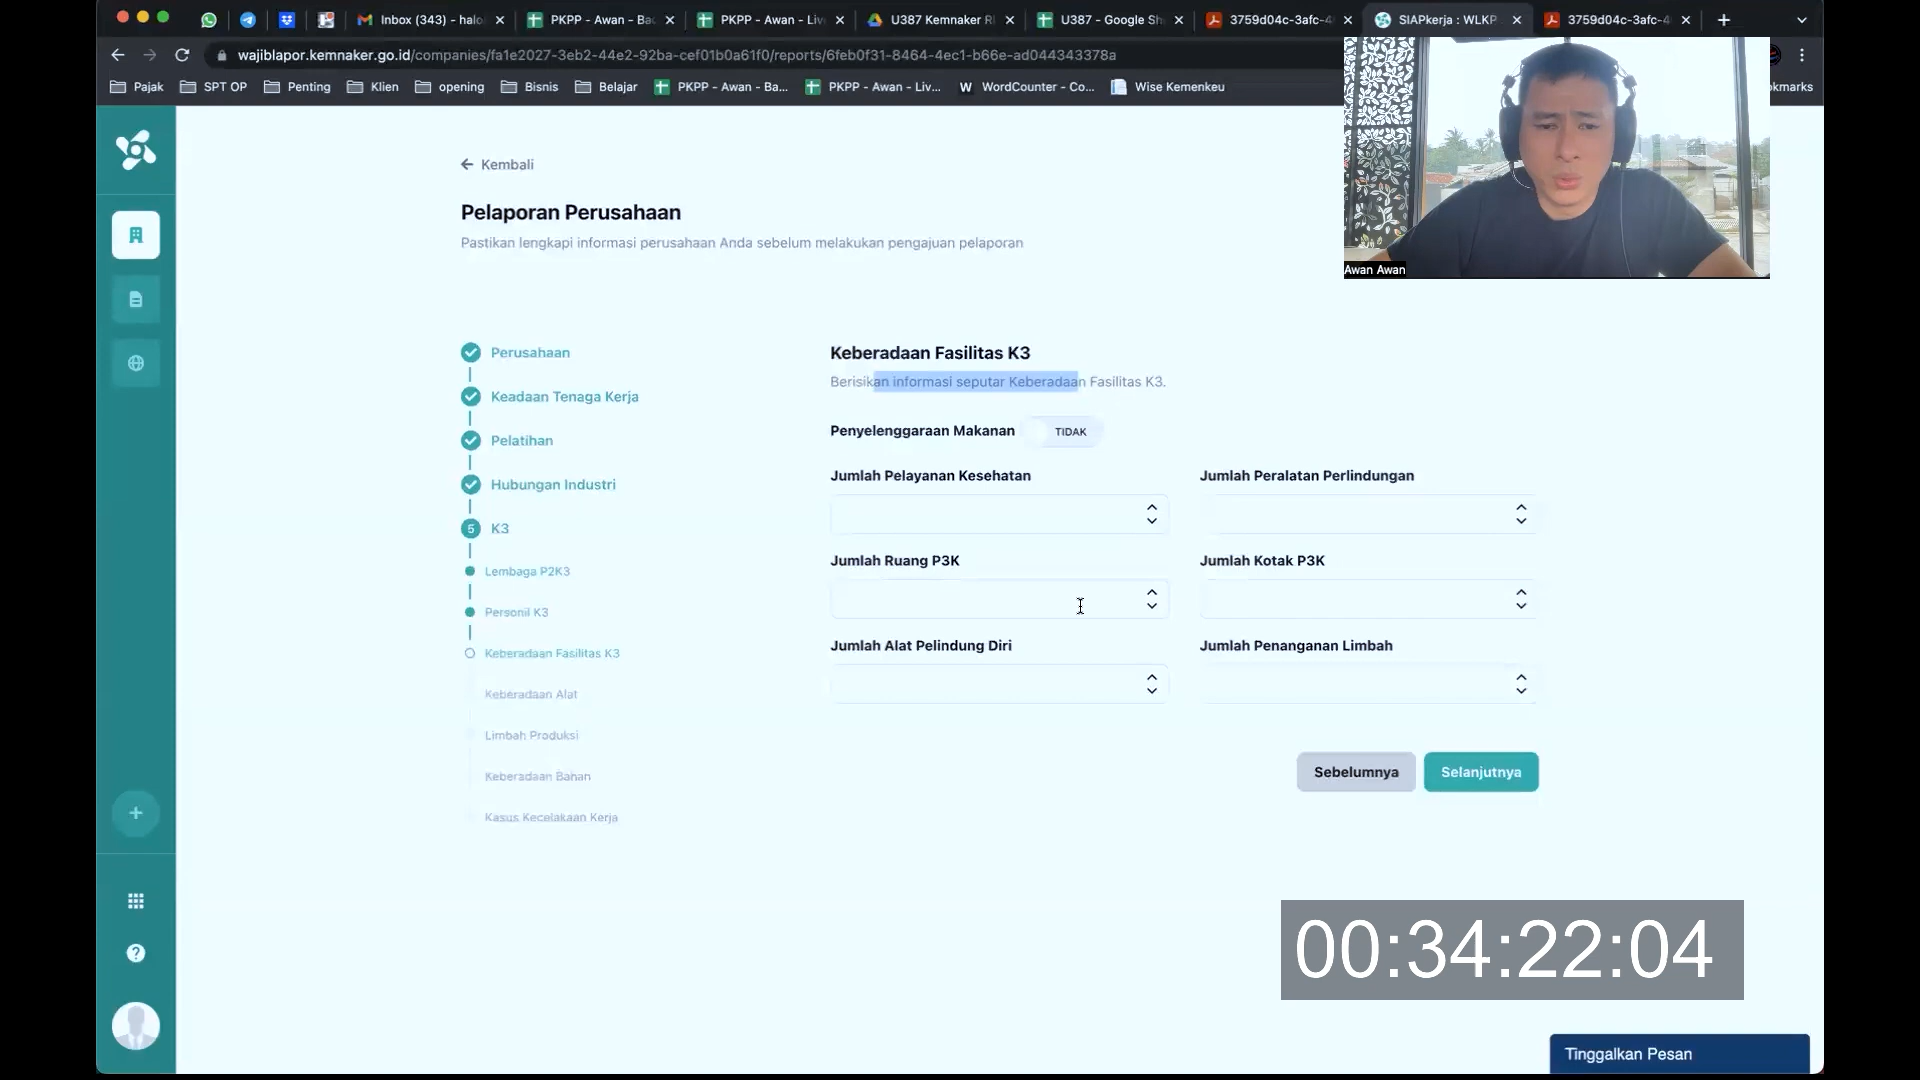 Inbox (343) - halo
PKPP - Awan - Ba
PKPP - Awan - Liv
U387 Kemnaker R
U387 - Google Sh
3759d04c-3afc-4
SIAPkerja : WLKP
3759d04c-3afc-4
wajiblapor.kemnaker.go.id/companies/fa1e2027-3eb2-44e2-92ba-cef01b0a61f0/reports/6feb0f31-8464-4ec1-b66e-ad044343378a
Pajak
SPT OP
Penting
Klien
opening
Bisnis
Belajar
PKPP - Awan - Ba...
PKPP - Awan - Liv...
W
WordCounter - Co...
Wise Kemenkeu
okmarks
Awan Awan
Kembali
Pelaporan Perusahaan
Pastikan lengkapi informasi perusahaan Anda sebelum melakukan pengajuan pelaporan
Perusahaan
Keadaan Tenaga Kerja
Pelatihan
Hubungan Industri
5 K3
Lembaga P2K3
Personil K3
Keberadaan Fasilitas K3
Keberadaan Alat
Limbah Produksi
Keberadaan Bahan
Kasus Kecelakaan Kerja
Keberadaan Fasilitas K3
Berisikan informasi seputar Keberadaan Fasilitas K3.
Penyelenggaraan Makanan TIDAK
Jumlah Pelayanan Kesehatan
Jumlah Peralatan Perlindungan
Jumlah Ruang P3K
Jumlah Kotak P3K
Jumlah Alat Pelindung Diri
Jumlah Penanganan Limbah
Sebelumnya
Selanjutnya
00:34:22:04
Tinggalkan Pesan